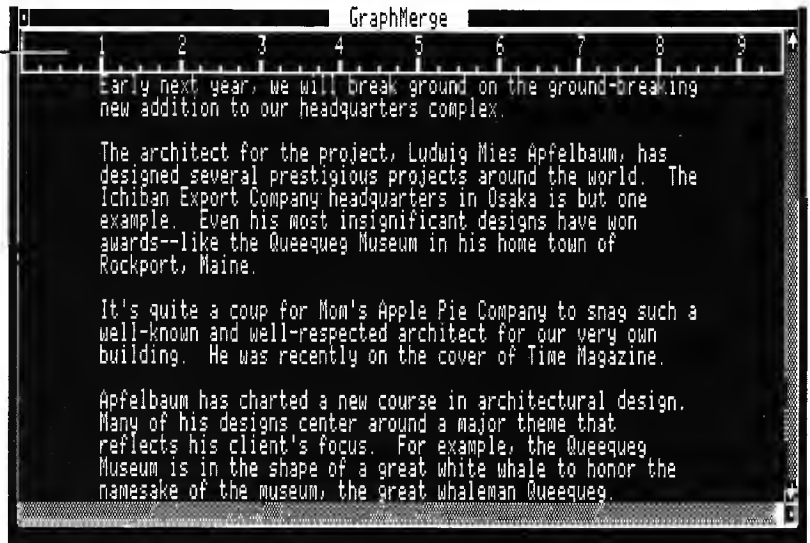 GraphMerge
1 2 3 4 5 6 7 8 9
Early next year, we will break ground on the ground-breaking
new addition to our headquarters complex.
The architect for the project, Ludwig Mies Apfelbaum, has
designed several prestigious projects around the world. The
Ichiban Export Company headquarters in Osaka is but one
example. Even his most insignificant designs have won
awards--like the Queequeg Museum in his home town of
Rockport, Maine.
It's quite a coup for Mom's Apple Pie Company to snag such a
well-known and well-respected architect for our very own
building. He was recently on the cover of Time Magazine.
Apfelbaum has charted a new course in architectural design.
Many of his designs center around a major theme that
reflects his client's focus. For example, the Queequeg
Museum is in the shape of a great white whale to honor the
namesake of the museum, the great whaleman Queequeg.